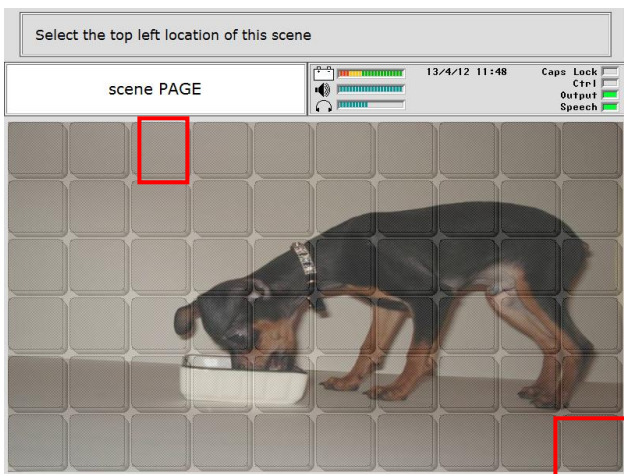 Select the top left location of this scene
scene PAGE
13/4/12 11:48
Caps Lock
Ctrl
Output
Speech